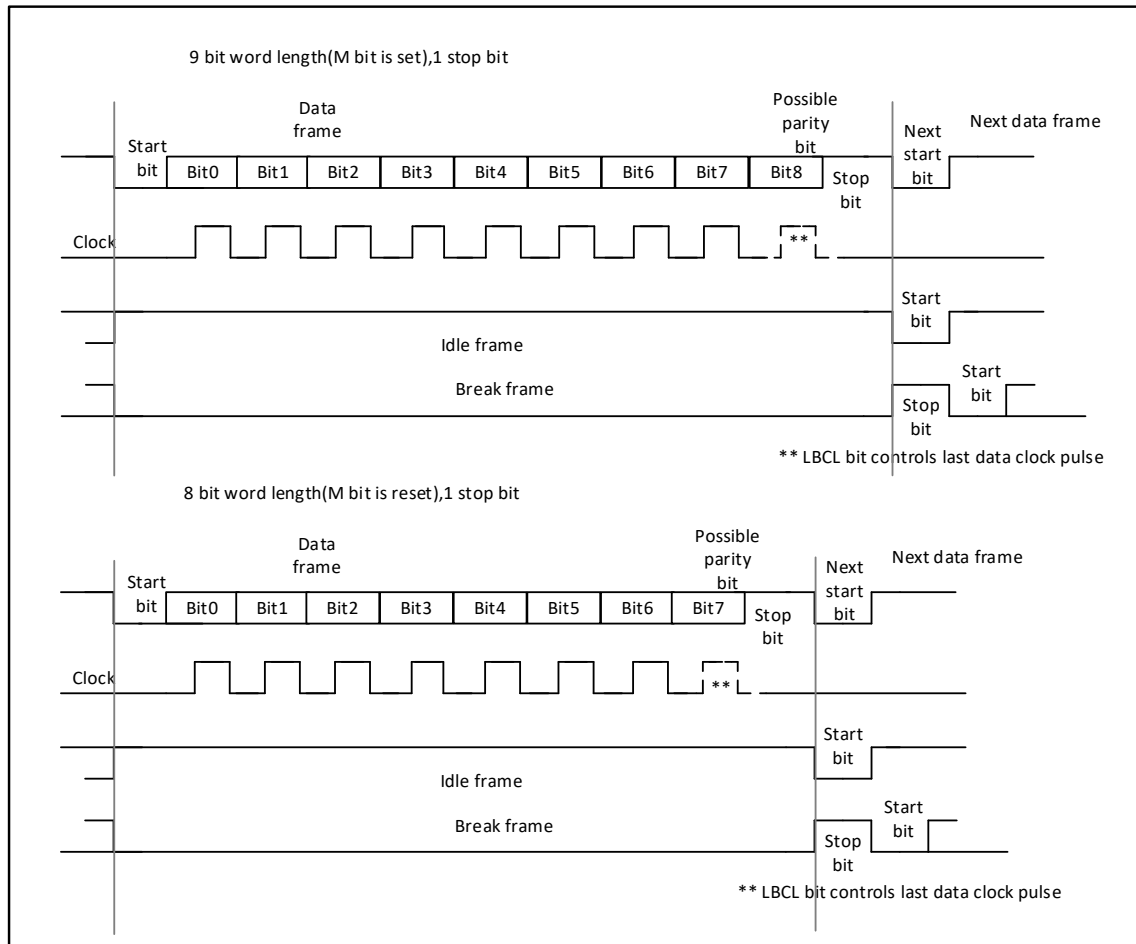 9 bit word length(M bit is set),1 stop bit
Data
frame
Possible
parity
bit
Start
bit
Bit0
Bit1
Bit2
Bit3
Bit4
Bit5
Bit6
Bit7
Bit8
Stop
bit
Next
start
bit
Next data frame
Clock
**
Start
bit
Idle frame
Break frame
Stop
bit
Start
bit
** LBCL bit controls last data clock pulse
8 bit word length(M bit is reset),1 stop bit
Data
frame
Possible
parity
bit
Start
bit
Bit0
Bit1
Bit2
Bit3
Bit4
Bit5
Bit6
Bit7
Stop
bit
Next
start
bit
Next data frame
Clock
**
Start
bit
Idle frame
Break frame
Stop
bit
Start
bit
** LBCL bit controls last data clock pulse